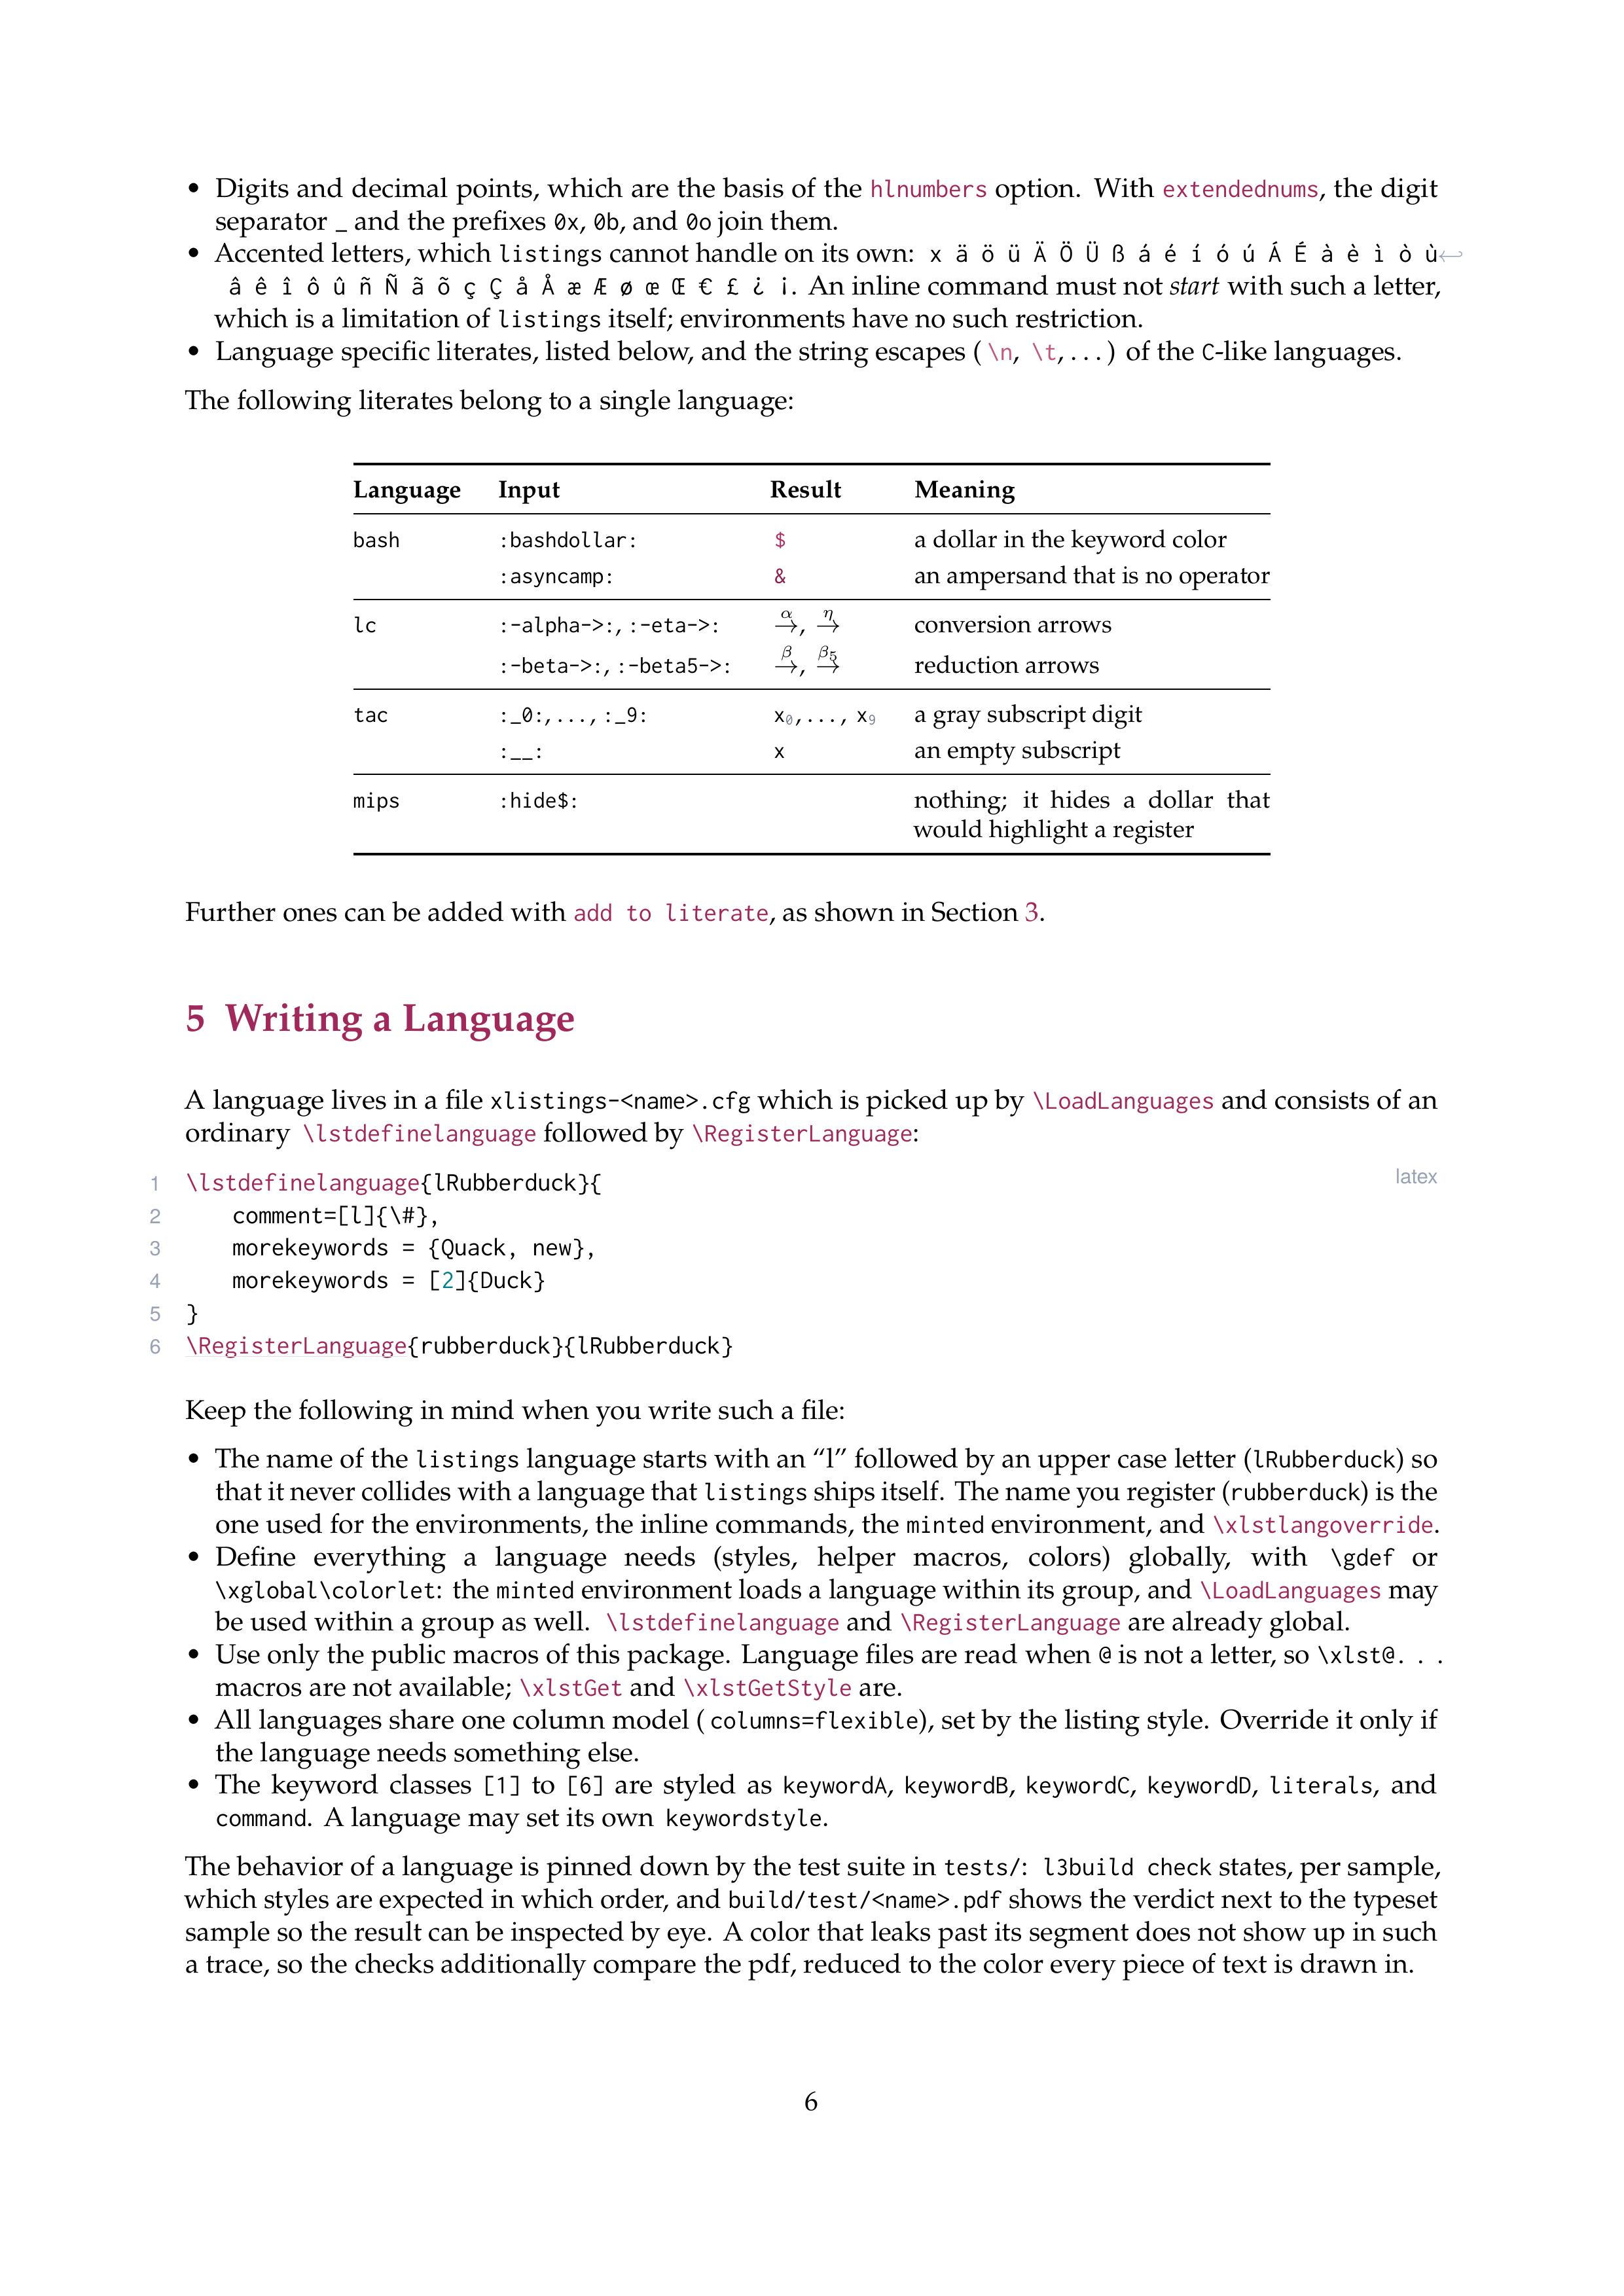 • Digits and decimal points, which are the basis of the hlnumbers option. With extendednums, the digit
separator _ and the prefixes 0x, 0b, and 0o join them.
• Accented letters, which listings cannot handle on its own: x ä ö ü Ä Ö Ü ß á é í ó ú Á É à è ì ò ù↩
â ê î ô û ñ Ñ ã õ ç Ç å Å æ Æ ø œ Œ € £ ¿ ¡. An inline command must not start with such a letter,
which is a limitation of listings itself; environments have no such restriction.
• Language specific literates, listed below, and the string escapes ( \n, \t, . . . ) of the C-like languages.
The following literates belong to a single language:
Language Input Result Meaning
bash :bashdollar: $ a dollar in the keyword color
:asyncamp: & an ampersand that is no operator
lc :-alpha->:, :-eta->: α→, η→ conversion arrows
:-beta->:, :-beta5->: β→, β₅→ reduction arrows
tac :_0:, . . . , :_9: x₀, . . . , x₉ a gray subscript digit
:__: x an empty subscript
mips :hide$: nothing; it hides a dollar that
would highlight a register
Further ones can be added with add to literate, as shown in Section 3.
5 Writing a Language
A language lives in a file xlistings-<name>.cfg which is picked up by \LoadLanguages and consists of an
ordinary \lstdefinelanguage followed by \RegisterLanguage:
1 \lstdefinelanguage{lRubberduck}{ latex
2 comment=[l]{\#},
3 morekeywords = {Quack, new},
4 morekeywords = [2]{Duck}
5 }
6 \RegisterLanguage{rubberduck}{lRubberduck}
Keep the following in mind when you write such a file:
• The name of the listings language starts with an “l” followed by an upper case letter (lRubberduck) so
that it never collides with a language that listings ships itself. The name you register (rubberduck) is the
one used for the environments, the inline commands, the minted environment, and \xlstlangoverride.
• Define everything a language needs (styles, helper macros, colors) globally, with \gdef or
\xglobal\colorlet: the minted environment loads a language within its group, and \LoadLanguages may
be used within a group as well. \lstdefinelanguage and \RegisterLanguage are already global.
• Use only the public macros of this package. Language files are read when @ is not a letter, so \xlst@. . .
macros are not available; \xlstGet and \xlstGetStyle are.
• All languages share one column model ( columns=flexible), set by the listing style. Override it only if
the language needs something else.
• The keyword classes [1] to [6] are styled as keywordA, keywordB, keywordC, keywordD, literals, and
command. A language may set its own keywordstyle.
The behavior of a language is pinned down by the test suite in tests/: l3build check states, per sample,
which styles are expected in which order, and build/test/<name>.pdf shows the verdict next to the typeset
sample so the result can be inspected by eye. A color that leaks past its segment does not show up in such
a trace, so the checks additionally compare the pdf, reduced to the color every piece of text is drawn in.
6